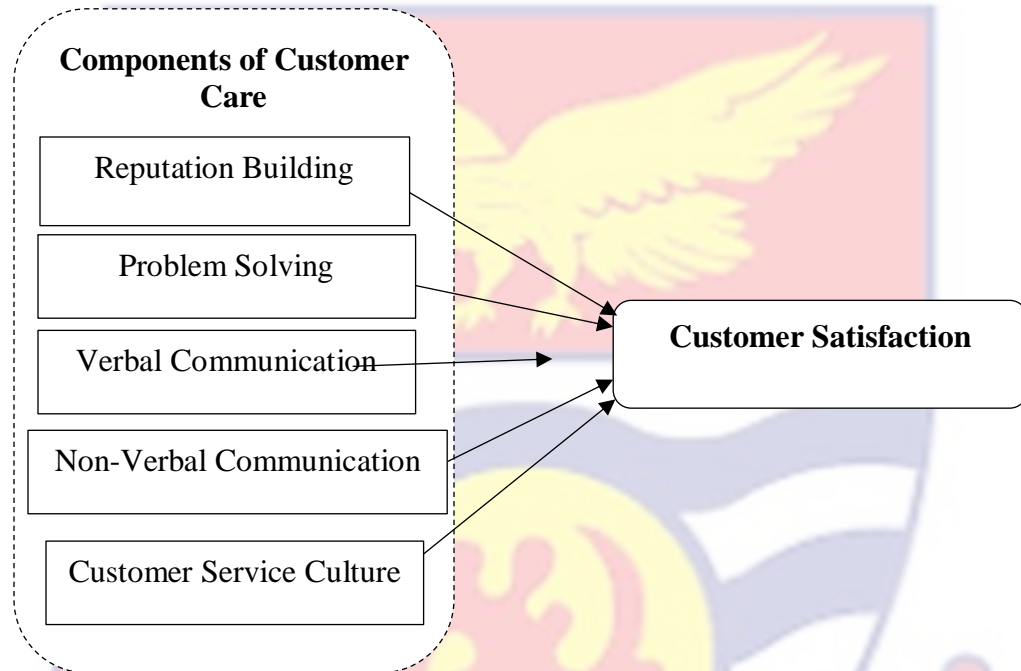 Components of Customer
Care
Reputation Building
Problem Solving
Verbal Communication
Non-Verbal Communication
Customer Service Culture
Customer Satisfaction